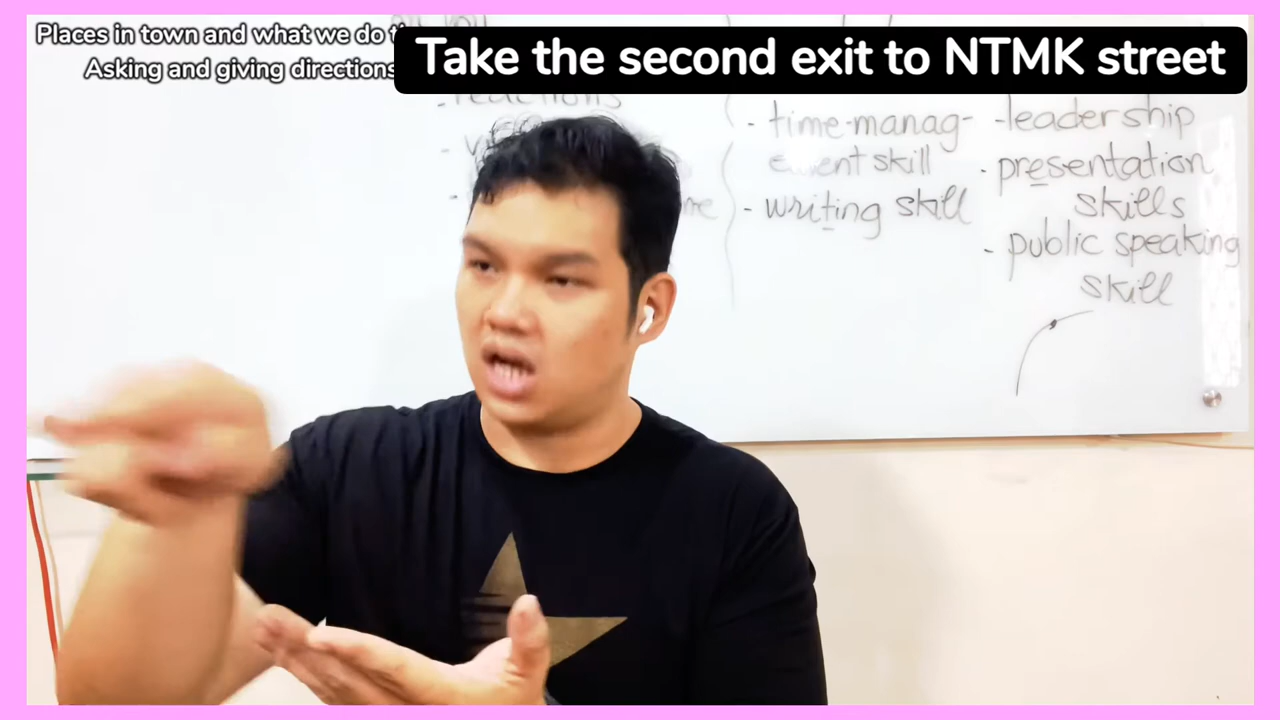 Places in town and what we do
Asking and giving directions
Take the second exit to NTMK street
- reactions
- time-manag- -leadership
ement skill - presentation
- writing skill skills
- public speaking
skill